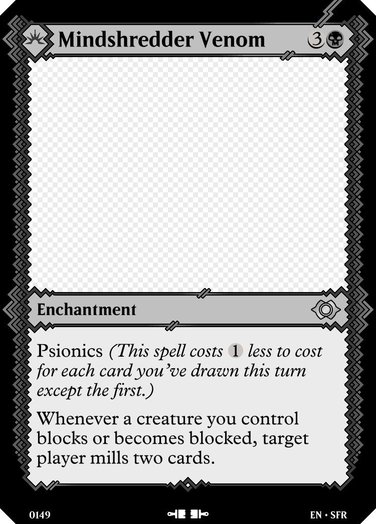 Mindshredder Venom 3
Enchantment
Psionics (This spell costs 1 less to cost
for each card you've drawn this turn
except the first.)
Whenever a creature you control
blocks or becomes blocked, target
player mills two cards.
0149 EN • SFR